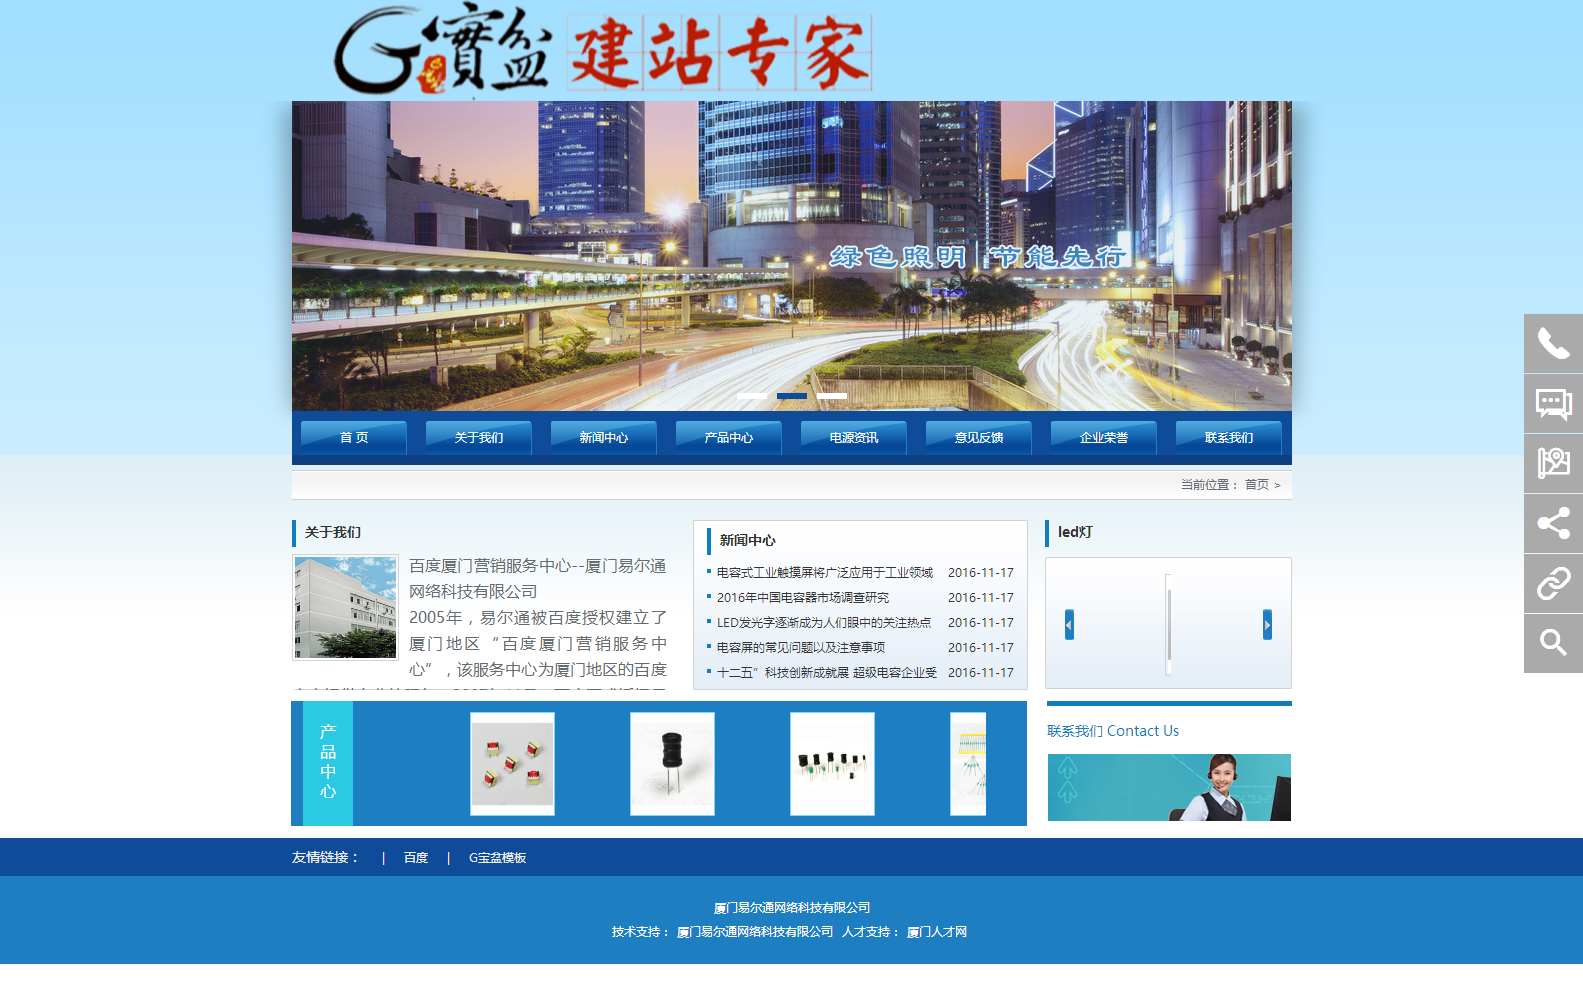 G寳盆 建站专家
绿色照明 节能先行
首 页 关于我们 新闻中心 产品中心 电源资讯 意见反馈 企业荣誉 联系我们
当前位置： 首页 >
关于我们
百度厦门营销服务中心--厦门易尔通
网络科技有限公司
2005年，易尔通被百度授权建立了
厦门地区“百度厦门营销服务中
心”，该服务中心为厦门地区的百度
新闻中心
电容式工业触摸屏将广泛应用于工业领域 2016-11-17
2016年中国电容器市场调查研究 2016-11-17
LED发光字逐渐成为人们眼中的关注热点 2016-11-17
电容屏的常见问题以及注意事项 2016-11-17
十二五”科技创新成就展 超级电容企业受 2016-11-17
led灯
产
品
中
心
联系我们 Contact Us
友情链接： | 百度 | G宝盆模板
厦门易尔通网络科技有限公司
技术支持： 厦门易尔通网络科技有限公司 人才支持： 厦门人才网